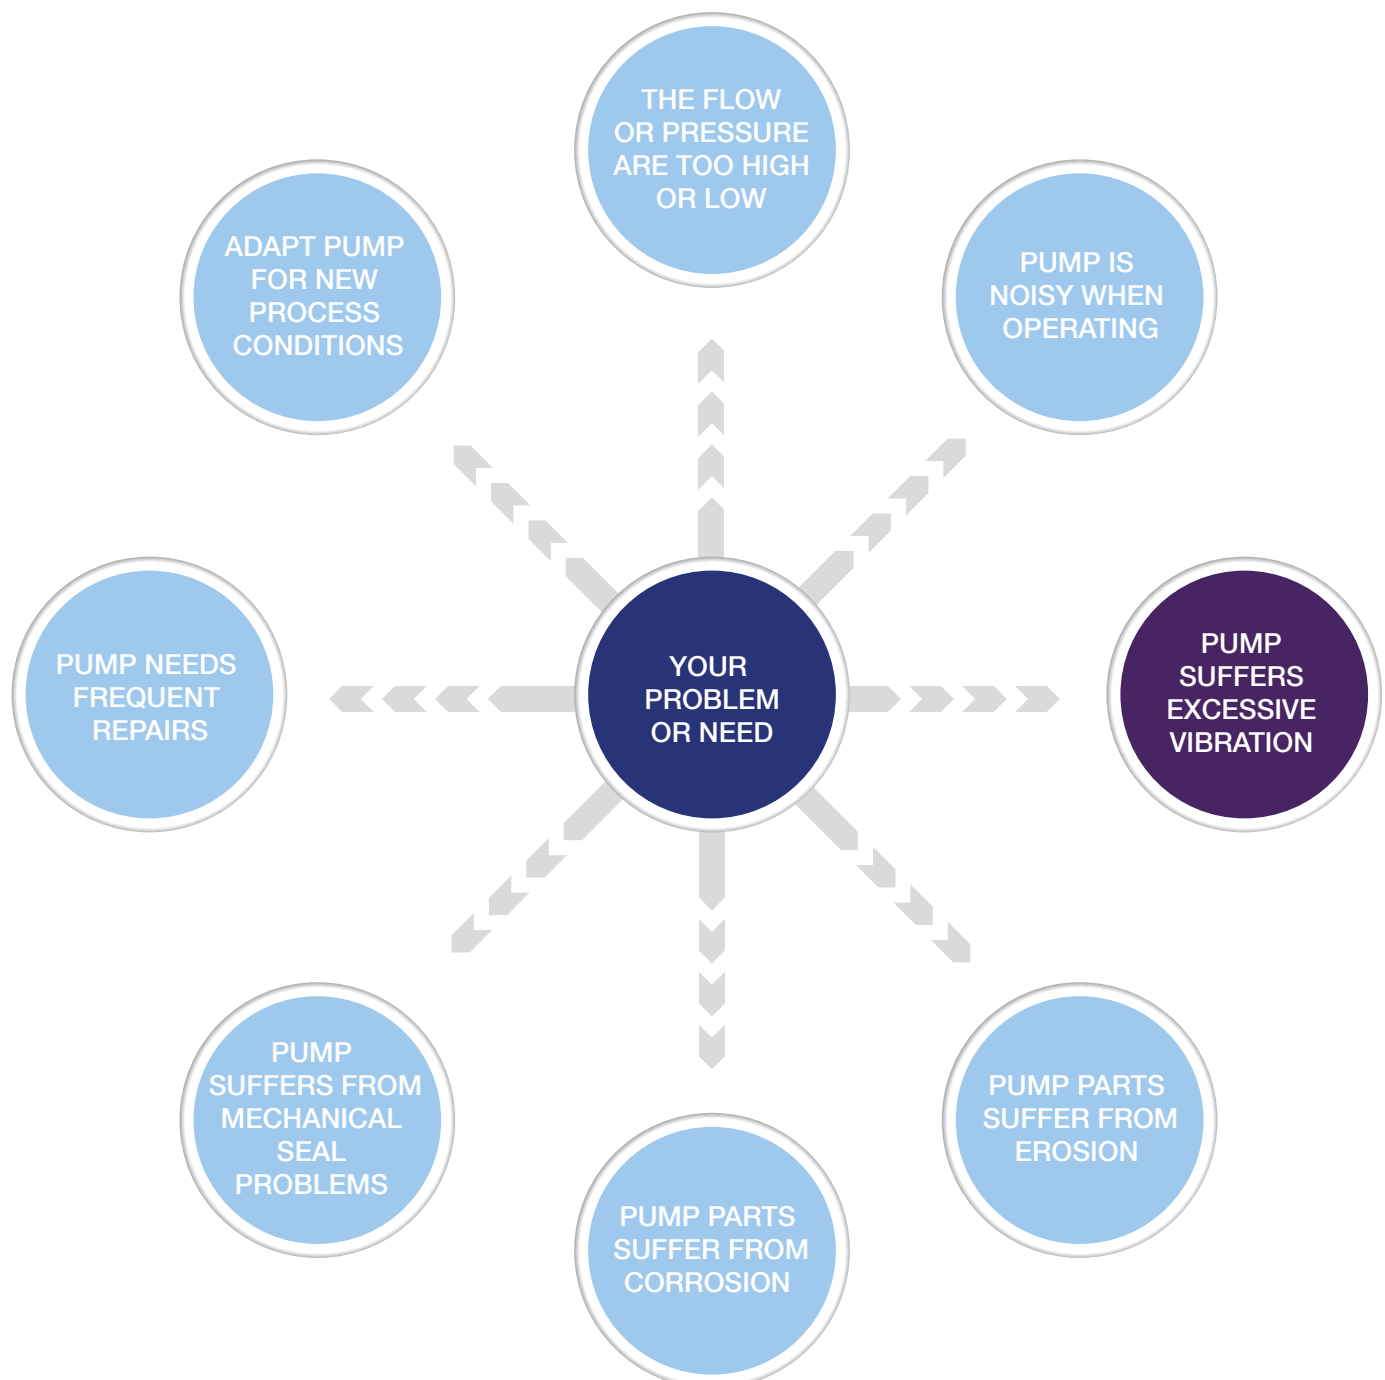 THE FLOW
OR PRESSURE
ARE TOO HIGH
OR LOW
ADAPT PUMP
FOR NEW
PROCESS
CONDITIONS
PUMP IS
NOISY WHEN
OPERATING
PUMP NEEDS
FREQUENT
REPAIRS
YOUR
PROBLEM
OR NEED
PUMP
SUFFERS
EXCESSIVE
VIBRATION
PUMP
SUFFERS FROM
MECHANICAL
SEAL
PROBLEMS
PUMP PARTS
SUFFER FROM
EROSION
PUMP PARTS
SUFFER FROM
CORROSION